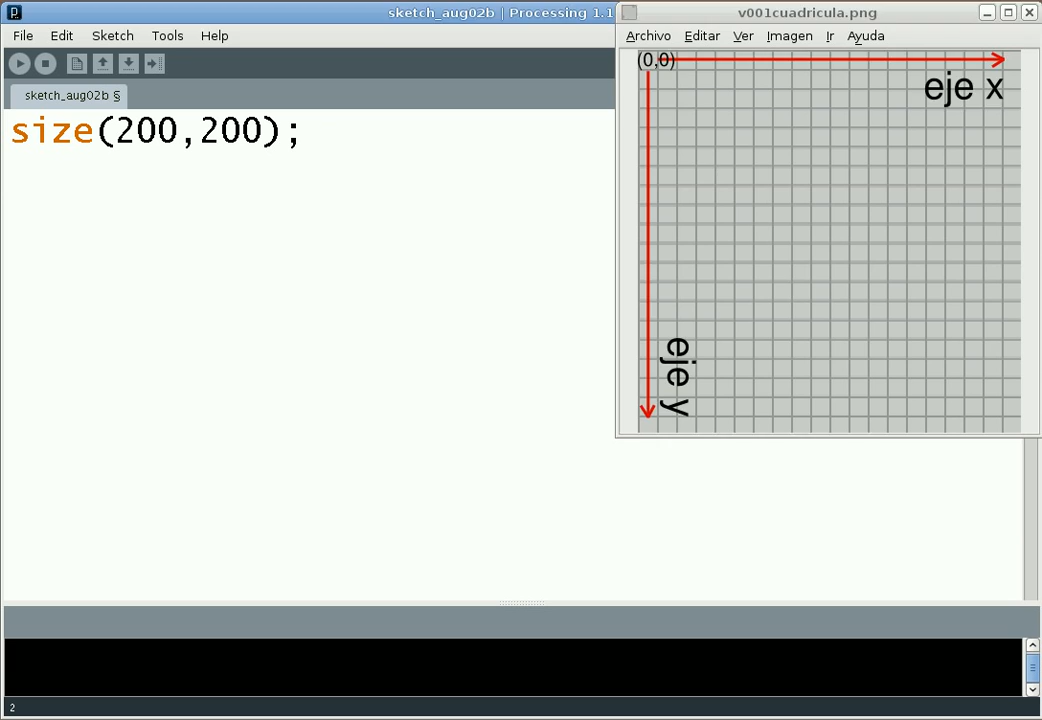 sketch_aug02b | Processing 1.1
File Edit Sketch Tools Help
sketch_aug02b §
size(200,200);
2
v001cuadricula.png
Archivo Editar Ver Imagen Ir Ayuda
(0,0)
eje x
eje y